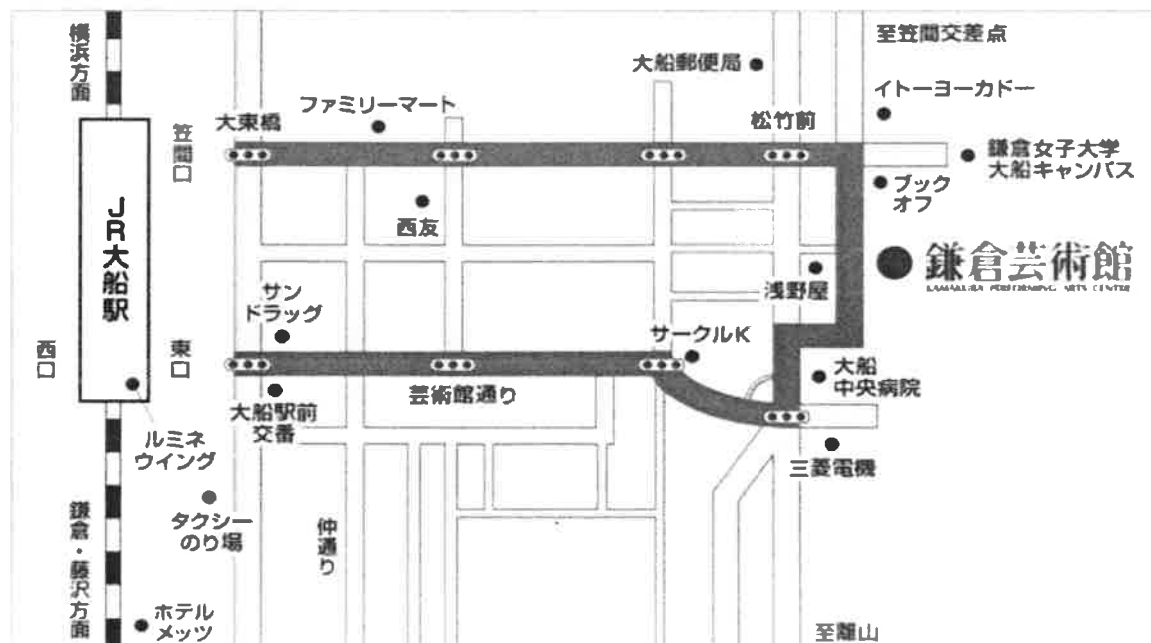 横浜方面
至笠間交差点
大船郵便局
イトーヨーカドー
ファミリーマート
大東橋
松竹前
笠間口
鎌倉女子大学
大船キャンパス
ブック
オフ
西友
JR大船駅
鎌倉芸術館
KAMAKURA PERFORMING ARTS CENTER
浅野屋
サン
ドラッグ
サークルK
西口
東口
大船
中央病院
芸術館通り
大船駅前
交番
ルミネ
ウイング
三菱電機
タクシー
のり場
仲通り
鎌倉・藤沢方面
ホテル
メッツ
至離山